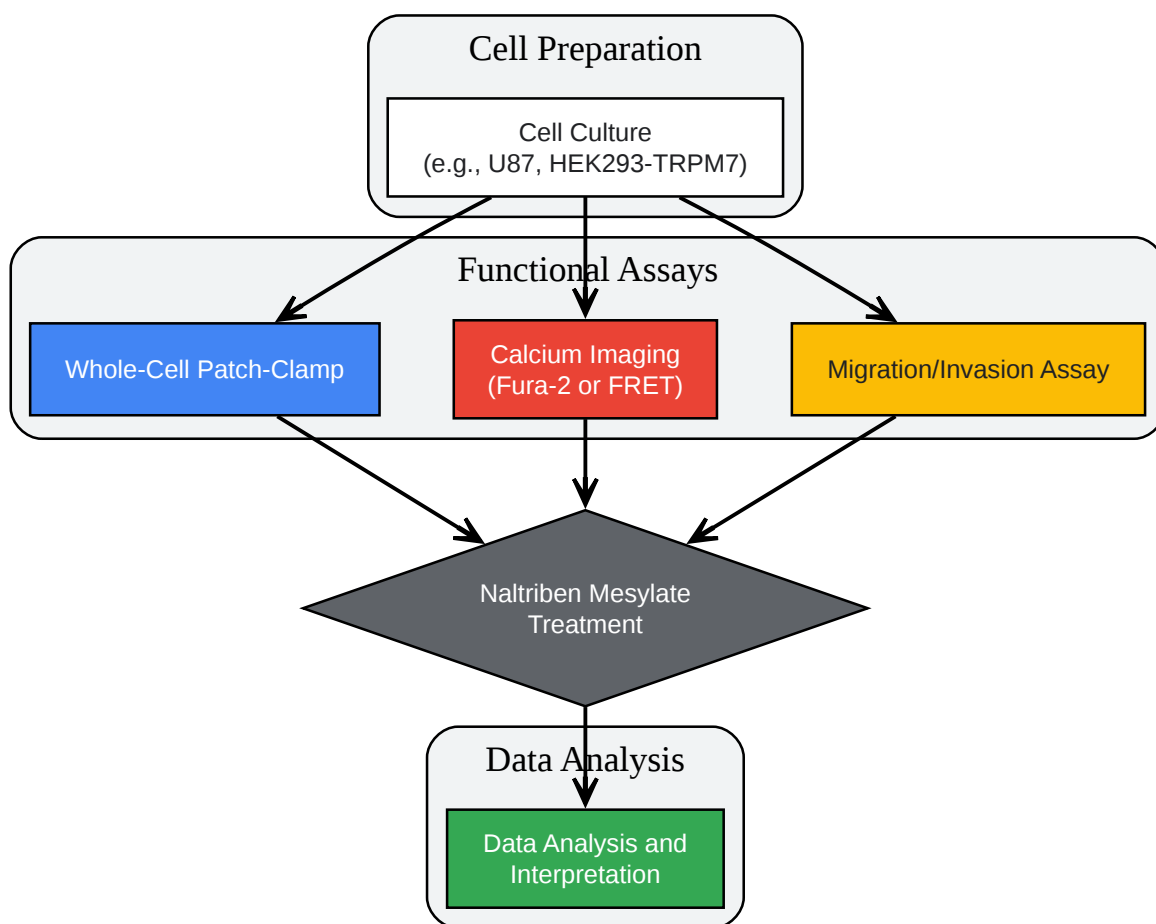 Cell Preparation
Cell Culture
(e.g., U87, HEK293-TRPM7)
Functional Assays
Whole-Cell Patch-Clamp
Calcium Imaging
(Fura-2 or FRET)
Migration/Invasion Assay
Naltriben Mesylate
Treatment
Data Analysis
Data Analysis and
Interpretation